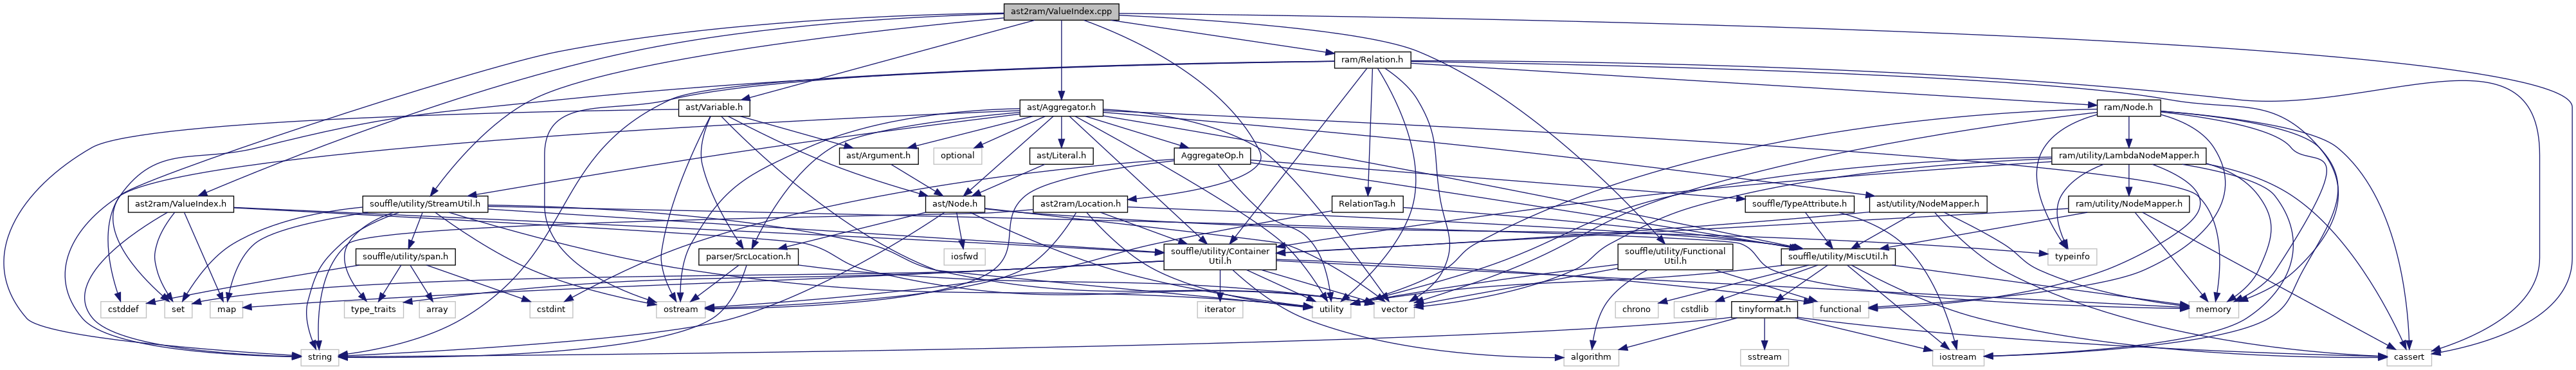 ast2ram/ValueIndex.cpp
ram/Relation.h
ast/Variable.h
ast/Aggregator.h
ram/Node.h
ast/Argument.h
optional
ast/Literal.h
AggregateOp.h
ram/utility/LambdaNodeMapper.h
ast2ram/ValueIndex.h
souffle/utility/StreamUtil.h
ast/Node.h
ast2ram/Location.h
RelationTag.h
souffle/TypeAttribute.h
ast/utility/NodeMapper.h
ram/utility/NodeMapper.h
souffle/utility/span.h
parser/SrcLocation.h
iosfwd
souffle/utility/Container
Util.h
souffle/utility/Functional
Util.h
souffle/utility/MiscUtil.h
typeinfo
cstddef
set
map
type_traits
array
cstdint
ostream
iterator
utility
vector
chrono
cstdlib
tinyformat.h
functional
memory
string
algorithm
sstream
iostream
cassert